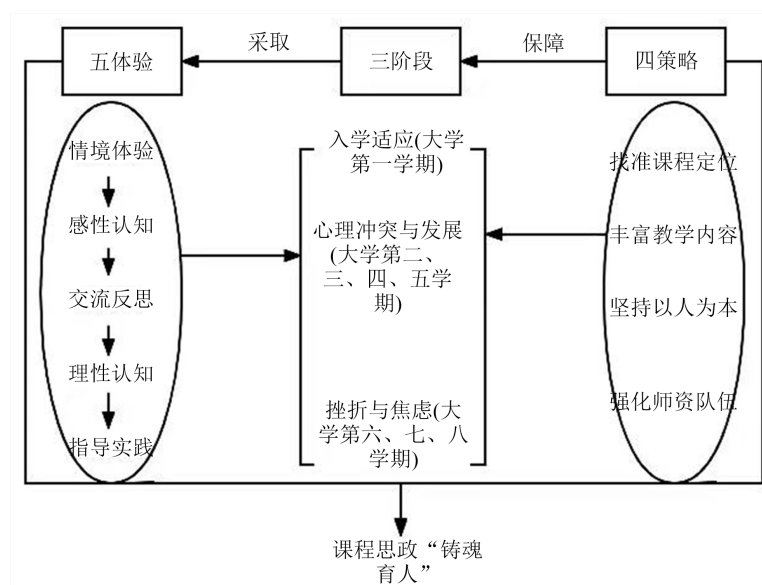 五体验
采取
三阶段
保障
四策略
情境体验
感性认知
交流反思
理性认知
指导实践
入学适应(大学
第一学期)
心理冲突与发展
(大学第二、
三、四、五学
期)
挫折与焦虑(大
学第六、七、八
学期)
找准课程定位
丰富教学内容
坚持以人为本
强化师资队伍
课程思政“铸魂
育人”